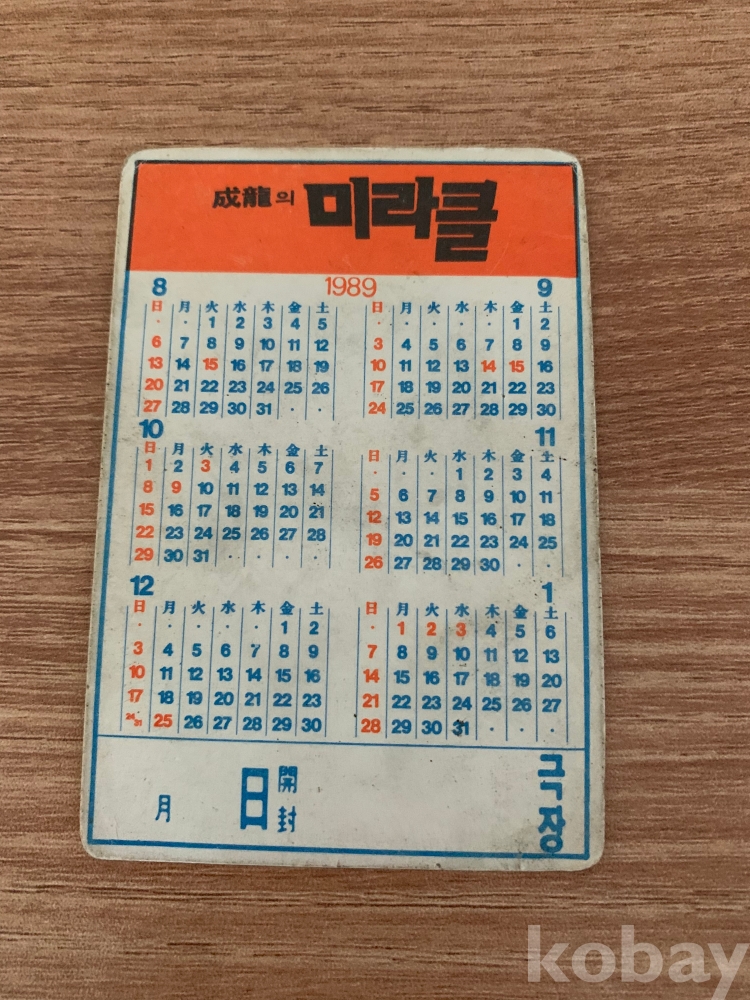 成龍의 미라클
1989
8
日 月 火 水 木 金 土
· · 1 2 3 4 5
6 7 8 9 10 11 12
13 14 15 16 17 18 19
20 21 22 23 24 25 26
27 28 29 30 31 · ·
9
日 月 火 水 木 金 土
· · · · · 1 2
3 4 5 6 7 8 9
10 11 12 13 14 15 16
17 18 19 20 21 22 23
24 25 26 27 28 29 30
10
日 月 火 水 木 金 土
1 2 3 4 5 6 7
8 9 10 11 12 13 14
15 16 17 18 19 20 21
22 23 24 25 26 27 28
29 30 31 · · · ·
11
日 月 火 水 木 金 土
· · · 1 2 3 4
5 6 7 8 9 10 11
12 13 14 15 16 17 18
19 20 21 22 23 24 25
26 27 28 29 30 · ·
12
日 月 火 水 木 金 土
· · · · · 1 2
3 4 5 6 7 8 9
10 11 12 13 14 15 16
17 18 19 20 21 22 23
24/31 25 26 27 28 29 30
1
日 月 火 水 木 金 土
· 1 2 3 4 5 6
7 8 9 10 11 12 13
14 15 16 17 18 19 20
21 22 23 24 25 26 27
28 29 30 31 · · ·
月 日 開封
극장
kobay